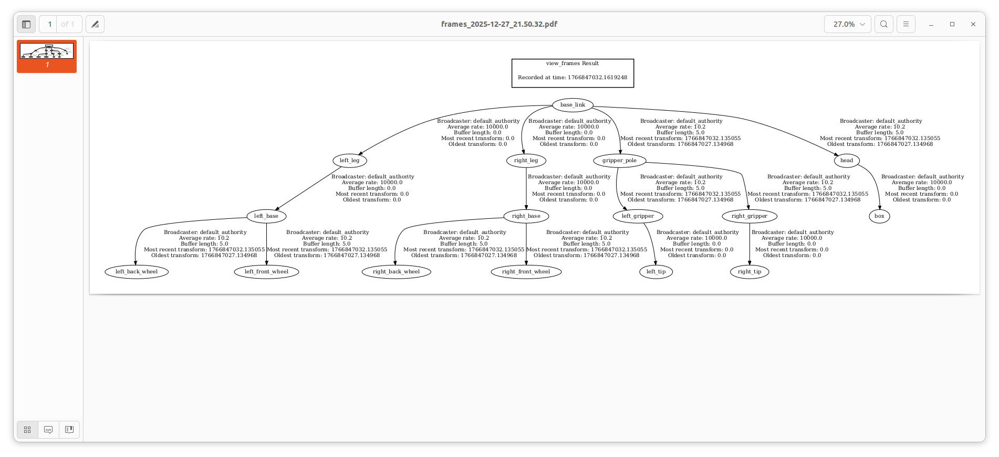 1 of 1
frames_2025-12-27_21.50.32.pdf
27.0%
1
view_frames Result
Recorded at time: 1766847032.1619248
base_link
Broadcaster: default_authority
Average rate: 10000.0
Buffer length: 0.0
Most recent transform: 0.0
Oldest transform: 0.0
Broadcaster: default_authority
Average rate: 10000.0
Buffer length: 0.0
Most recent transform: 0.0
Oldest transform: 0.0
Broadcaster: default_authority
Average rate: 10.2
Buffer length: 5.0
Most recent transform: 1766847032.135055
Oldest transform: 1766847027.134968
Broadcaster: default_authority
Average rate: 10.2
Buffer length: 5.0
Most recent transform: 1766847032.135055
Oldest transform: 1766847027.134968
left_leg
right_leg
gripper_pole
head
Broadcaster: default_authority
Average rate: 10000.0
Buffer length: 0.0
Most recent transform: 0.0
Oldest transform: 0.0
Broadcaster: default_authority
Average rate: 10000.0
Buffer length: 0.0
Most recent transform: 0.0
Oldest transform: 0.0
Broadcaster: default_authority
Average rate: 10.2
Buffer length: 5.0
Most recent transform: 1766847032.135055
Oldest transform: 1766847027.134968
Broadcaster: default_authority
Average rate: 10.2
Buffer length: 5.0
Most recent transform: 1766847032.135055
Oldest transform: 1766847027.134968
Broadcaster: default_authority
Average rate: 10000.0
Buffer length: 0.0
Most recent transform: 0.0
Oldest transform: 0.0
left_base
right_base
left_gripper
right_gripper
box
Broadcaster: default_authority
Average rate: 10.2
Buffer length: 5.0
Most recent transform: 1766847032.135055
Oldest transform: 1766847027.134968
Broadcaster: default_authority
Average rate: 10.2
Buffer length: 5.0
Most recent transform: 1766847032.135055
Oldest transform: 1766847027.134968
Broadcaster: default_authority
Average rate: 10.2
Buffer length: 5.0
Most recent transform: 1766847032.135055
Oldest transform: 1766847027.134968
Broadcaster: default_authority
Average rate: 10.2
Buffer length: 5.0
Most recent transform: 1766847032.135055
Oldest transform: 1766847027.134968
Broadcaster: default_authority
Average rate: 10000.0
Buffer length: 0.0
Most recent transform: 0.0
Oldest transform: 0.0
Broadcaster: default_authority
Average rate: 10000.0
Buffer length: 0.0
Most recent transform: 0.0
Oldest transform: 0.0
left_back_wheel
left_front_wheel
right_back_wheel
right_front_wheel
left_tip
right_tip